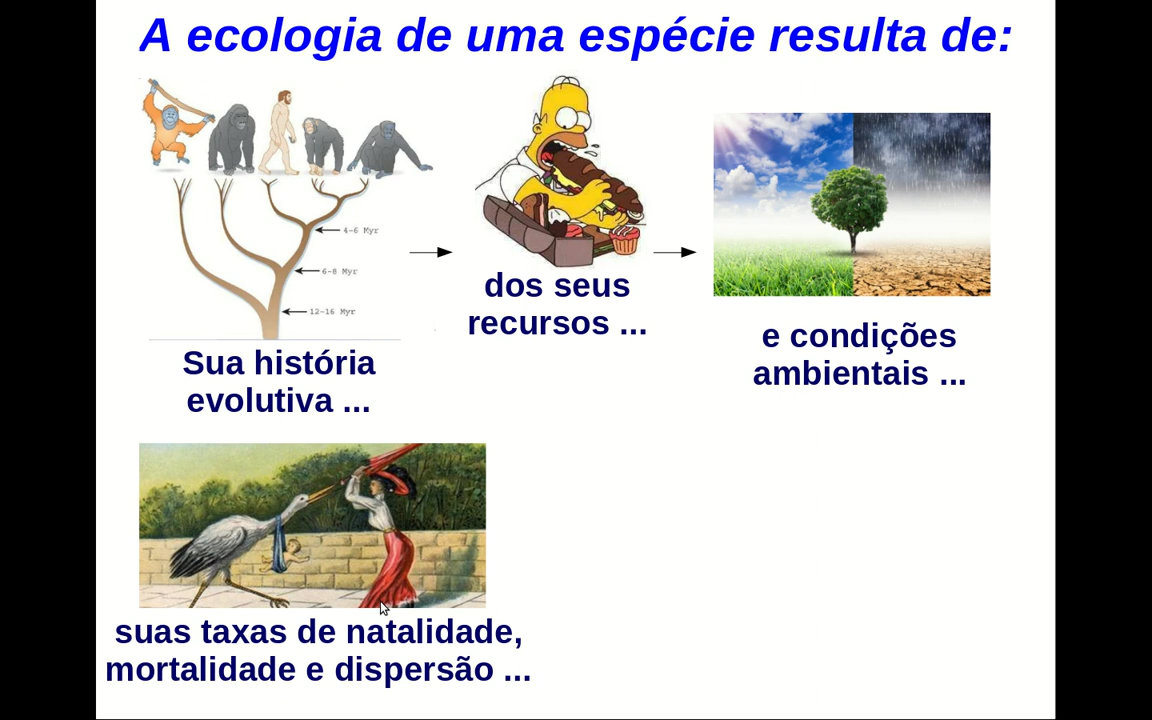 A ecologia de uma espécie resulta de:
4-6 Myr
6-8 Myr
12-16 Myr
Sua história
evolutiva ...
dos seus
recursos ...
e condições
ambientais ...
suas taxas de natalidade,
mortalidade e dispersão ...